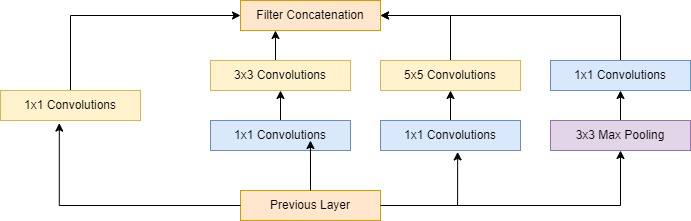 Filter Concatenation
3x3 Convolutions
5x5 Convolutions
1x1 Convolutions
1x1 Convolutions
1x1 Convolutions
1x1 Convolutions
3x3 Max Pooling
Previous Layer